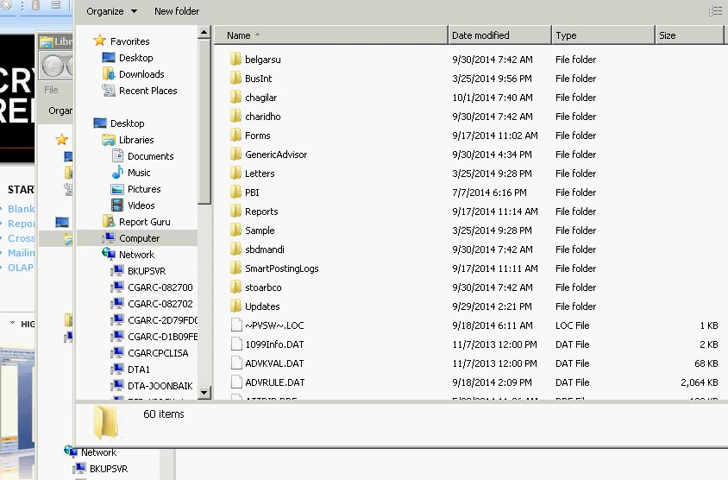 Organize
New folder
Name
Date modified
Type
Size
Favorites
Desktop
Downloads
Recent Places
Desktop
Libraries
Documents
Music
Pictures
Videos
Report Guru
Computer
Network
BKUPSVR
CGARC-082700
CGARC-082702
CGARC-2D79FD0
CGARC-D1B09FE
CGARCPCLISA
DTA1
DTA-JOONBAIK
belgarsu 9/30/2014 7:42 AM File folder
BusInt 3/25/2014 9:56 PM File folder
chagilar 10/1/2014 7:40 AM File folder
charidho 9/30/2014 7:42 AM File folder
Forms 9/17/2014 11:02 AM File folder
GenericAdvisor 9/30/2014 4:34 PM File folder
Letters 3/25/2014 9:28 PM File folder
PBI 7/7/2014 6:16 PM File folder
Reports 9/17/2014 11:14 AM File folder
Sample 3/25/2014 9:28 PM File folder
sbdmandi 9/30/2014 7:42 AM File folder
SmartPostingLogs 9/17/2014 11:11 AM File folder
stoarbco 9/30/2014 7:42 AM File folder
Updates 9/29/2014 2:21 PM File folder
~PVSW~.LOC 9/18/2014 6:11 AM LOC File 1 KB
1099Info.DAT 11/7/2013 12:00 PM DAT File 2 KB
ADVKVAL.DAT 11/7/2013 12:00 PM DAT File 68 KB
ADVRULE.DAT 9/18/2014 2:09 PM DAT File 2,064 KB
60 items
Libr
File
Organ
CRY
REP
START
Blank
Repor
Cross
Mailin
OLAP
HIG
Network
BKUPSVR